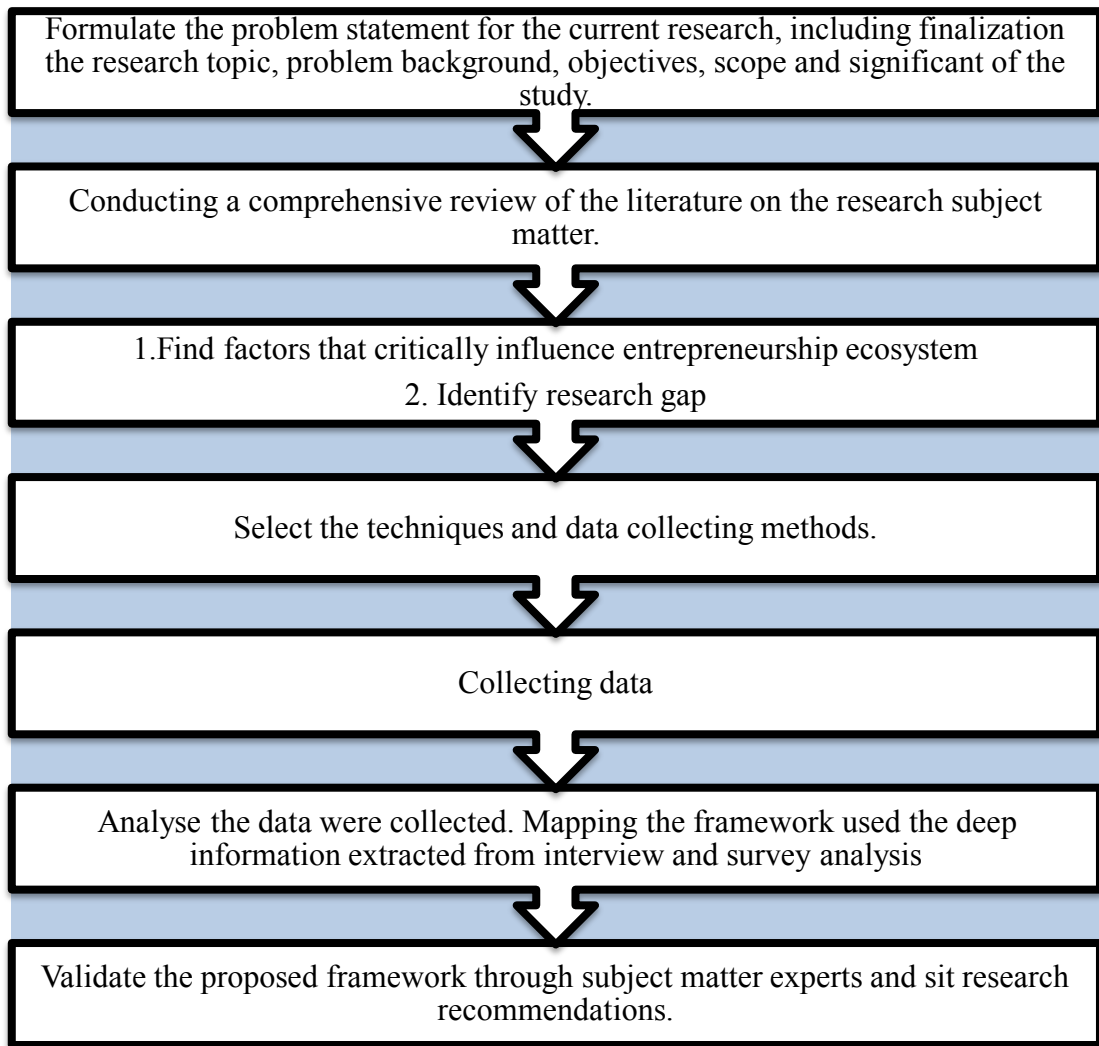 Formulate the problem statement for the current research, including finalization
the research topic, problem background, objectives, scope and significant of the
study.
Conducting a comprehensive review of the literature on the research subject
matter.
1.Find factors that critically influence entrepreneurship ecosystem
2. Identify research gap
Select the techniques and data collecting methods.
Collecting data
Analyse the data were collected. Mapping the framework used the deep
information extracted from interview and survey analysis
Validate the proposed framework through subject matter experts and sit research
recommendations.